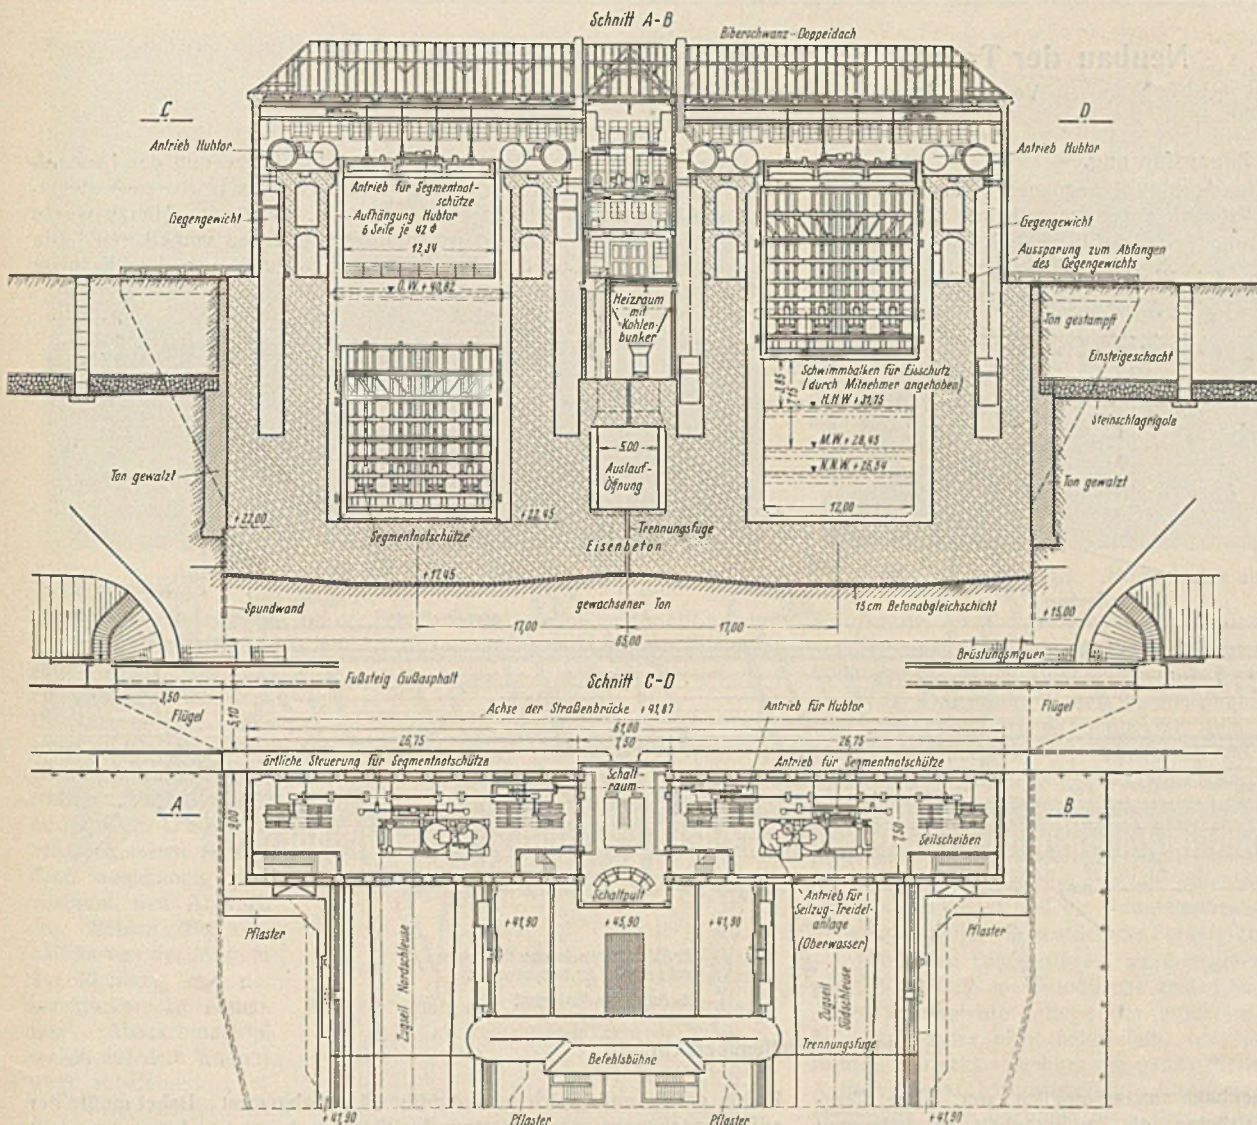 Schnitt A-B
Biberschwanz-Doppeldach
C
D
Antrieb Hubtor
Antrieb Hubtor
Antrieb für Segmentnot-
schütze
Aufhängung Hubtor
6 Seile je 42 ⌀
12,34
Gegengewicht
Gegengewicht
Aussparung zum Abfangen
des Gegengewichts
O.W. + 40,82
Heizraum
mit
Kohlen-
bunker
Ton gestampft
Einsteigeschacht
Schwimmbalken für Eisschutz
(durch Mitnehmer angehoben)
H.H.W + 31,75
7,15
Steinschlagrigole
M.W. + 28,45
N.N.W. + 26,54
5,00
Auslauf-
Öffnung
Ton gewalzt
Ton gewalzt
12,00
+22,00
+22,45
Segmentnotschütze
Trennungsfuge
Eisenbeton
+17,45
Spundwand
gewachsener Ton
15cm Betonabgleichschicht
+15,00
17,00
17,00
65,00
Brüstungsmauer
Fußsteig Gußasphalt
Schnitt C-D
Flügel
5,10
Flügel
Achse der Straßenbrücke + 41,87
Antrieb für Hubtor
61,00
26,75
7,50
26,75
örtliche Steuerung für Segmentnotschütze
Schalt-
raum
Antrieb für Segmentnotschütze
A
B
Seilscheiben
Schaltpult
Antrieb für
Seilzug-Treidel-
anlage
(Oberwasser)
Pflaster
+41,90
+45,90
+41,90
Pflaster
Zugseil Nordschleuse
Zugseil
Südschleuse
Trennungsfuge
Befehlsbühne
+41,90
Pflaster
Pflaster
+41,90